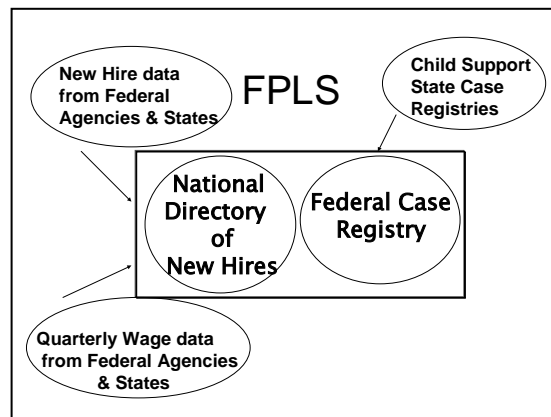 New Hire data
from Federal
Agencies & States
FPLS
Child Support
State Case
Registries
National
Directory
of
New Hires
Federal Case
Registry
Quarterly Wage data
from Federal Agencies
& States